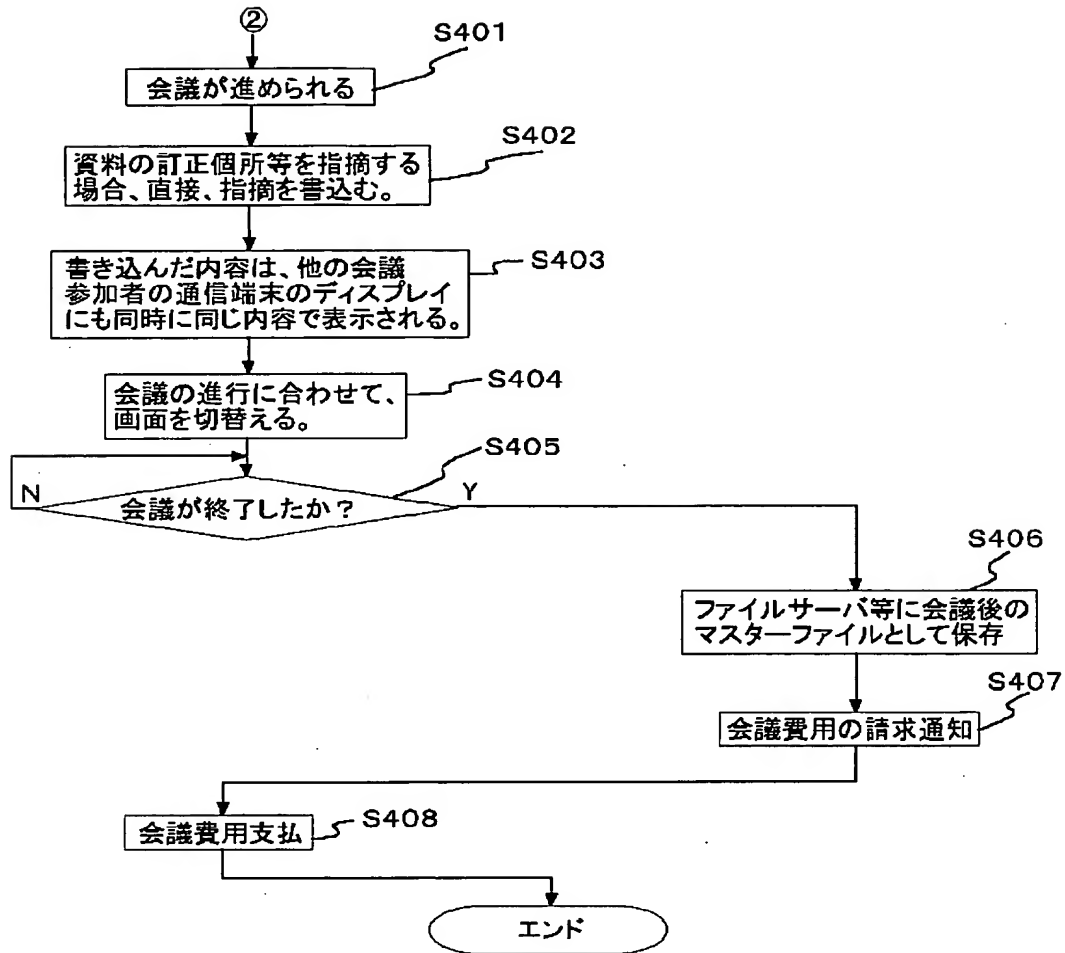 ②
S401
会議が進められる
S402
資料の訂正個所等を指摘する
場合、直接、指摘を書込む。
S403
書き込んだ内容は、他の会議
参加者の通信端末のディスプレイ
にも同時に同じ内容で表示される。
S404
会議の進行に合わせて、
画面を切替える。
S405
N
会議が終了したか？
Y
S406
ファイルサーバ等に会議後の
マスターファイルとして保存
S407
会議費用の請求通知
S408
会議費用支払
エンド